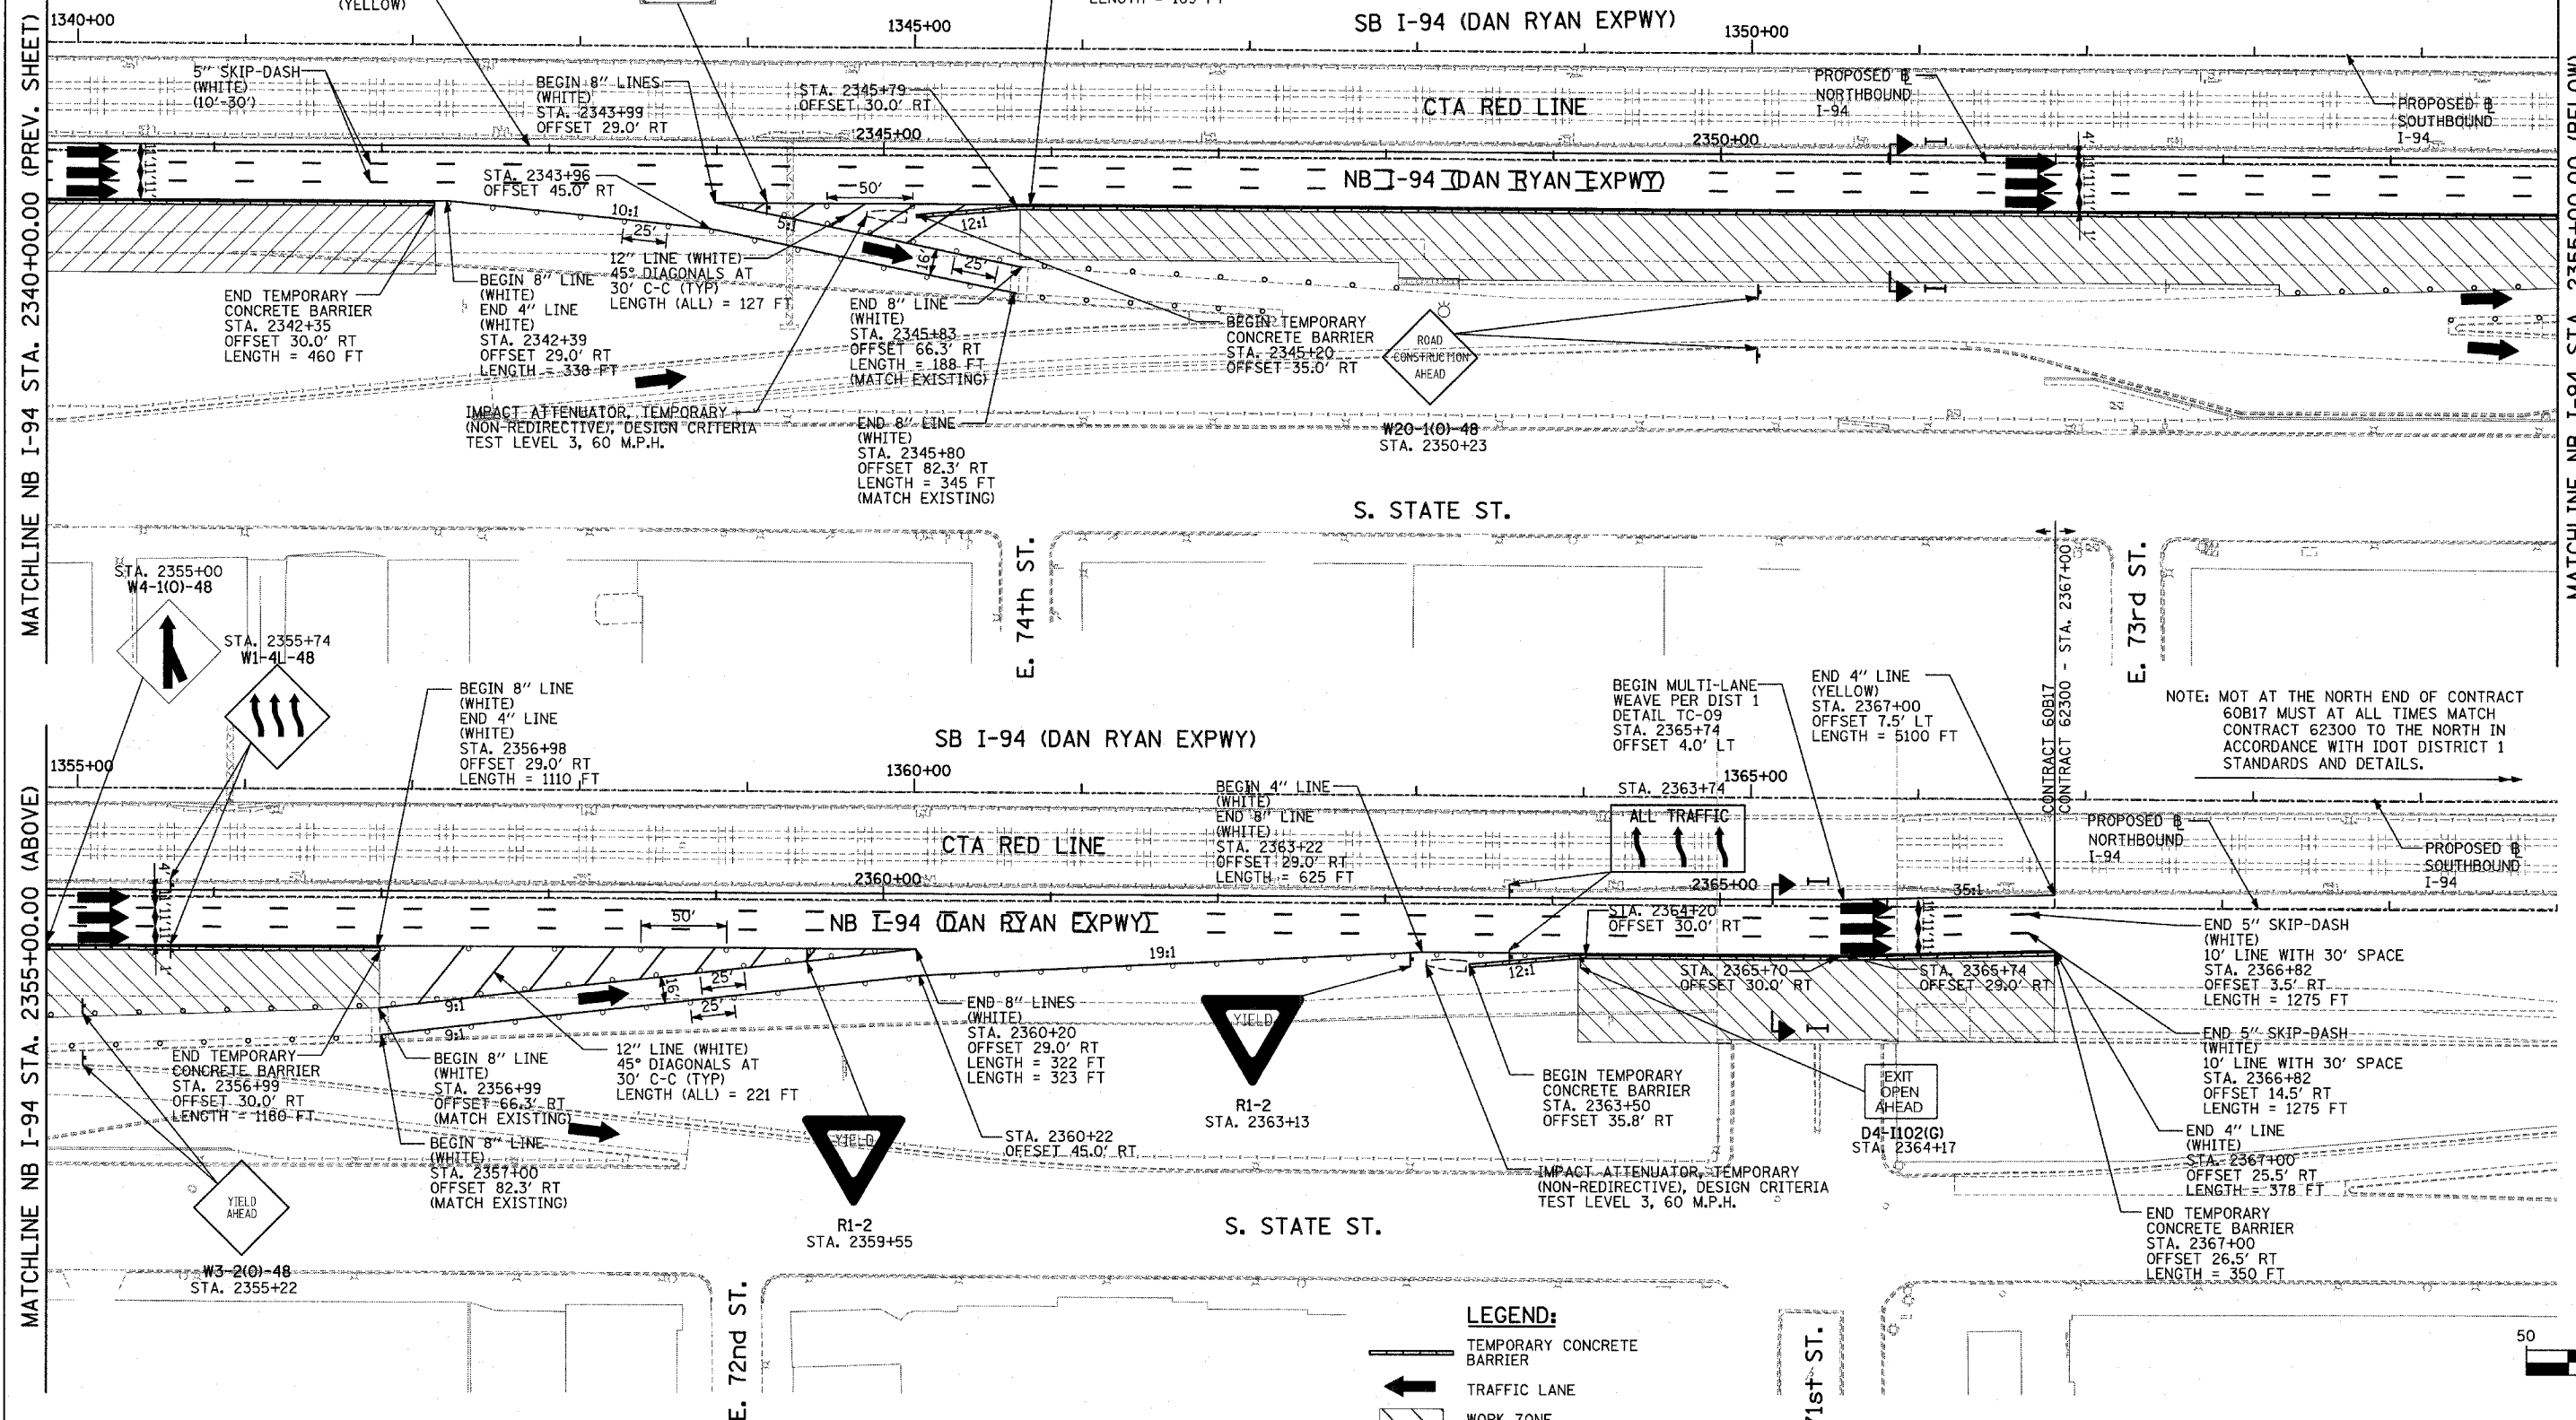 (YELLOW)
1340+00
1345+00
SB I-94 (DAN RYAN EXPWY)
1350+00
MATCHLINE NB I-94 STA. 2340+00.00 (PREV. SHEET)
5" SKIP-DASH
(WHITE)
(10'-30')
BEGIN 8" LINES
(WHITE)
STA. 2343+99
OFFSET 29.0' RT
STA. 2345+79
OFFSET 30.0' RT
2345+00
CTA RED LINE
PROPOSED ℄
NORTHBOUND
I-94
PROPOSED ℄
SOUTHBOUND
I-94
2350+00
STA. 2343+96
OFFSET 45.0' RT
50'
NB I-94 (DAN RYAN EXPWY)
4'
11'
11'
11'
1'
10:1
5:1
12:1
25'
16'
25'
END TEMPORARY
CONCRETE BARRIER
STA. 2342+35
OFFSET 30.0' RT
LENGTH = 460 FT
BEGIN 8" LINE
(WHITE)
END 4" LINE
(WHITE)
STA. 2342+39
OFFSET 29.0' RT
LENGTH = 338 FT
12" LINE (WHITE)
45° DIAGONALS AT
30' C-C (TYP)
LENGTH (ALL) = 127 FT
END 8" LINE
(WHITE)
STA. 2345+83
OFFSET 66.3' RT
LENGTH = 188 FT
(MATCH EXISTING)
BEGIN TEMPORARY
CONCRETE BARRIER
STA. 2345+20
OFFSET 35.0' RT
ROAD
CONSTRUCTION
AHEAD
W20-1(O)-48
STA. 2350+23
IMPACT ATTENUATOR, TEMPORARY
(NON-REDIRECTIVE), DESIGN CRITERIA
TEST LEVEL 3, 60 M.P.H.
END 8" LINE
(WHITE)
STA. 2345+80
OFFSET 82.3' RT
LENGTH = 345 FT
(MATCH EXISTING)
S. STATE ST.
E. 74th ST.
E. 73rd ST.
MATCHLINE NB I-94 STA. 2355+00.00 (BELOW)
STA. 2355+00
W4-1(O)-48
STA. 2355+74
W1-4L-48
BEGIN 8" LINE
(WHITE)
END 4" LINE
(WHITE)
STA. 2356+98
OFFSET 29.0' RT
LENGTH = 1110 FT
SB I-94 (DAN RYAN EXPWY)
BEGIN MULTI-LANE
WEAVE PER DIST 1
DETAIL TC-09
STA. 2365+74
OFFSET 4.0' LT
END 4" LINE
(YELLOW)
STA. 2367+00
OFFSET 7.5' LT
LENGTH = 5100 FT
CONTRACT 60B17
CONTRACT 62300 - STA. 2367+00
NOTE: MOT AT THE NORTH END OF CONTRACT
60B17 MUST AT ALL TIMES MATCH
CONTRACT 62300 TO THE NORTH IN
ACCORDANCE WITH IDOT DISTRICT 1
STANDARDS AND DETAILS.
MATCHLINE NB I-94 STA. 2355+00.00 (ABOVE)
1355+00
1360+00
1365+00
BEGIN 4" LINE
(WHITE)
END 8" LINE
(WHITE)
STA. 2363+22
OFFSET 29.0' RT
LENGTH = 625 FT
STA. 2363+74
ALL TRAFFIC
CTA RED LINE
PROPOSED ℄
NORTHBOUND
I-94
PROPOSED ℄
SOUTHBOUND
I-94
2360+00
2365+00
35:1
50'
NB I-94 (DAN RYAN EXPWY)
STA. 2364+20
OFFSET 30.0' RT
19:1
12:1
9:1
9:1
16'
25'
25'
STA. 2365+70
OFFSET 30.0' RT
STA. 2365+74
OFFSET 29.0' RT
END 5" SKIP-DASH
(WHITE)
10' LINE WITH 30' SPACE
STA. 2366+82
OFFSET 3.5' RT
LENGTH = 1275 FT
END 5" SKIP-DASH
(WHITE)
10' LINE WITH 30' SPACE
STA. 2366+82
OFFSET 14.5' RT
LENGTH = 1275 FT
END TEMPORARY
CONCRETE BARRIER
STA. 2356+99
OFFSET 30.0' RT
LENGTH = 1180 FT
BEGIN 8" LINE
(WHITE)
STA. 2356+99
OFFSET 66.3' RT
(MATCH EXISTING)
BEGIN 8" LINE
(WHITE)
STA. 2357+00
OFFSET 82.3' RT
(MATCH EXISTING)
12" LINE (WHITE)
45° DIAGONALS AT
30' C-C (TYP)
LENGTH (ALL) = 221 FT
END 8" LINES
(WHITE)
STA. 2360+20
OFFSET 29.0' RT
LENGTH = 322 FT
LENGTH = 323 FT
STA. 2360+22
OFFSET 45.0' RT
YIELD
R1-2
STA. 2363+13
BEGIN TEMPORARY
CONCRETE BARRIER
STA. 2363+50
OFFSET 35.8' RT
EXIT
OPEN
AHEAD
D4-I102(G)
STA. 2364+17
END 4" LINE
(WHITE)
STA. 2367+00
OFFSET 25.5' RT
LENGTH = 378 FT
YIELD
R1-2
STA. 2359+55
YIELD
AHEAD
W3-2(O)-48
STA. 2355+22
IMPACT ATTENUATOR, TEMPORARY
(NON-REDIRECTIVE), DESIGN CRITERIA
TEST LEVEL 3, 60 M.P.H.
END TEMPORARY
CONCRETE BARRIER
STA. 2367+00
OFFSET 26.5' RT
LENGTH = 350 FT
S. STATE ST.
E. 72nd ST.
71st ST.
LEGEND:
TEMPORARY CONCRETE
BARRIER
TRAFFIC LANE
WORK ZONE
50